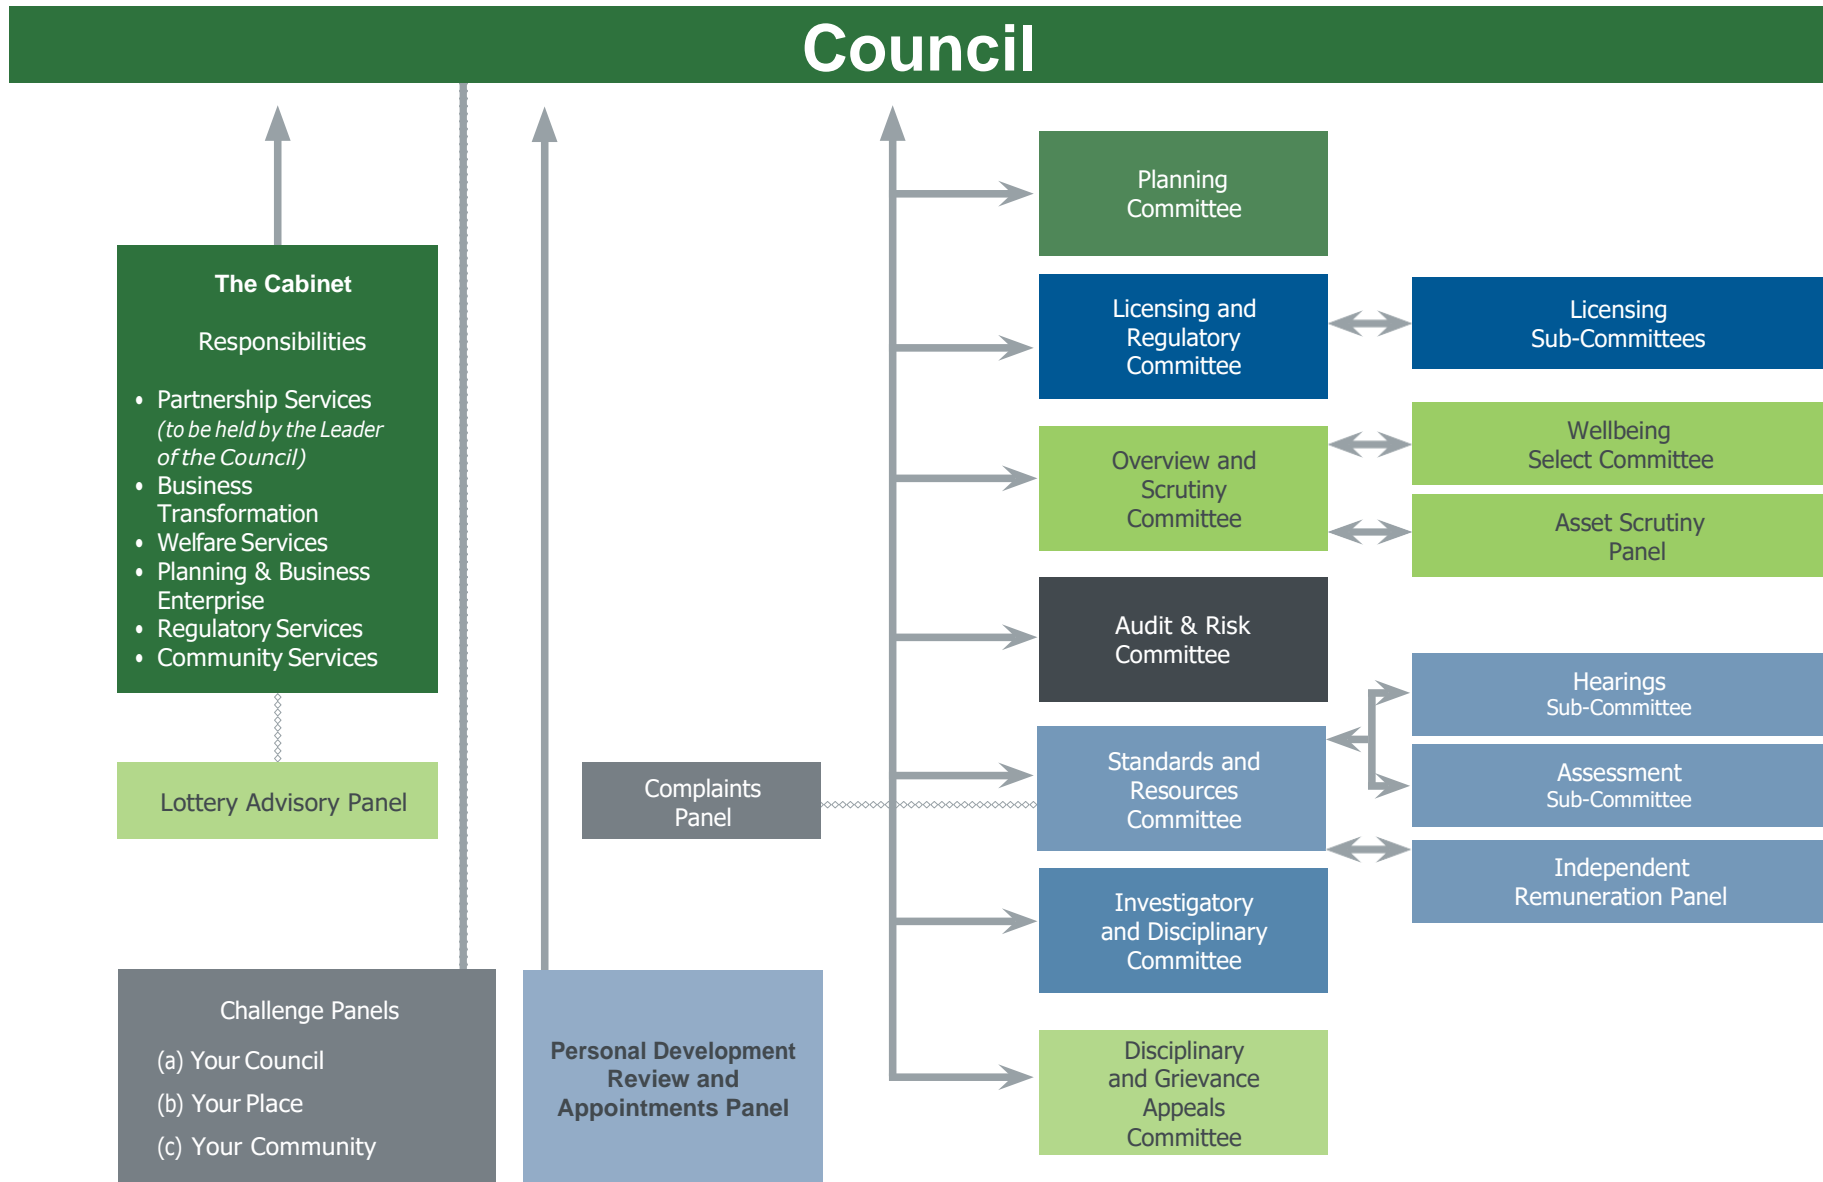 Council
The Cabinet
Responsibilities
• Partnership Services
(to be held by the Leader
of the Council)
• Business
Transformation
• Welfare Services
• Planning & Business
Enterprise
• Regulatory Services
• Community Services
Lottery Advisory Panel
Challenge Panels
(a) Your Council
(b) Your Place
(c) Your Community
Personal Development
Review and
Appointments Panel
Complaints
Panel
Planning
Committee
Licensing and
Regulatory
Committee
Licensing
Sub-Committees
Overview and
Scrutiny
Committee
Wellbeing
Select Committee
Asset Scrutiny
Panel
Audit & Risk
Committee
Standards and
Resources
Committee
Hearings
Sub-Committee
Assessment
Sub-Committee
Independent
Remuneration Panel
Investigatory
and Disciplinary
Committee
Disciplinary
and Grievance
Appeals
Committee